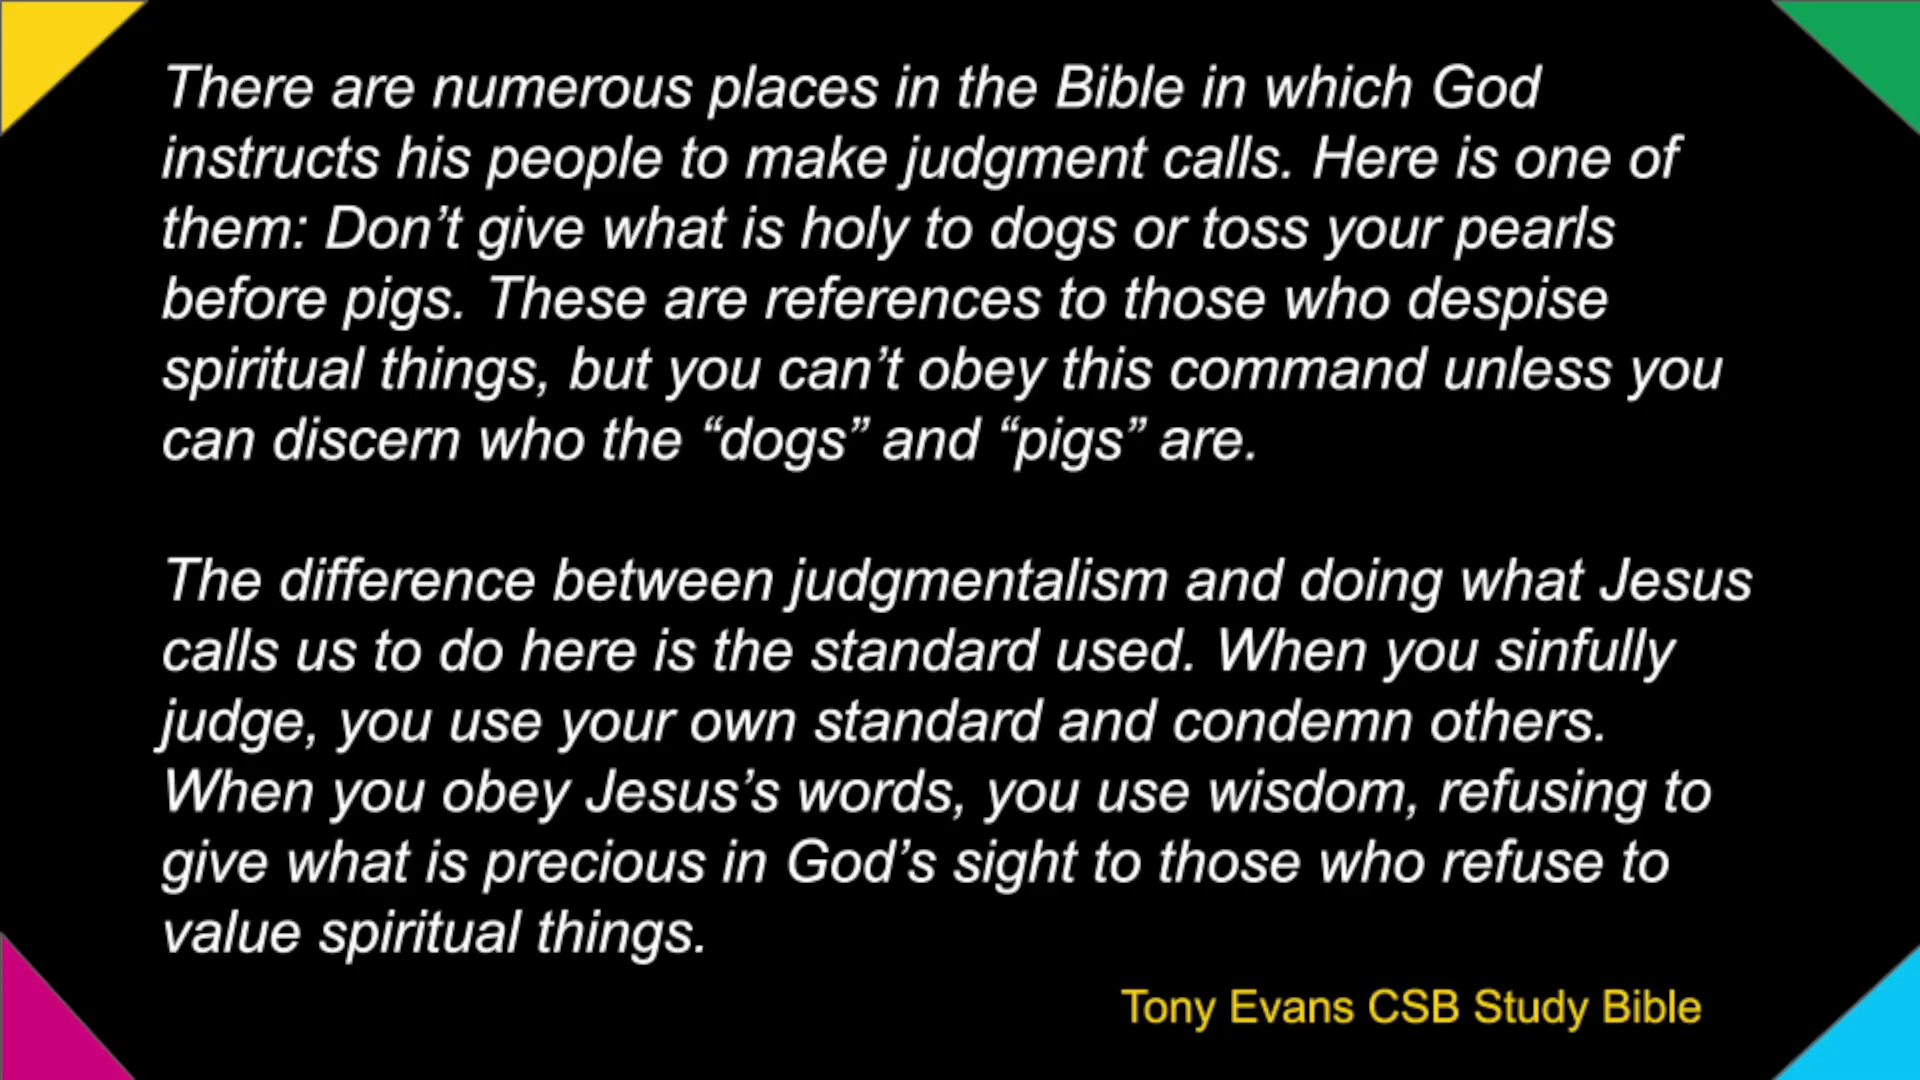 There are numerous places in the Bible in which God
instructs his people to make judgment calls. Here is one of
them: Don’t give what is holy to dogs or toss your pearls
before pigs. These are references to those who despise
spiritual things, but you can’t obey this command unless you
can discern who the “dogs” and “pigs” are.
The difference between judgmentalism and doing what Jesus
calls us to do here is the standard used. When you sinfully
judge, you use your own standard and condemn others.
When you obey Jesus’s words, you use wisdom, refusing to
give what is precious in God’s sight to those who refuse to
value spiritual things.
Tony Evans CSB Study Bible